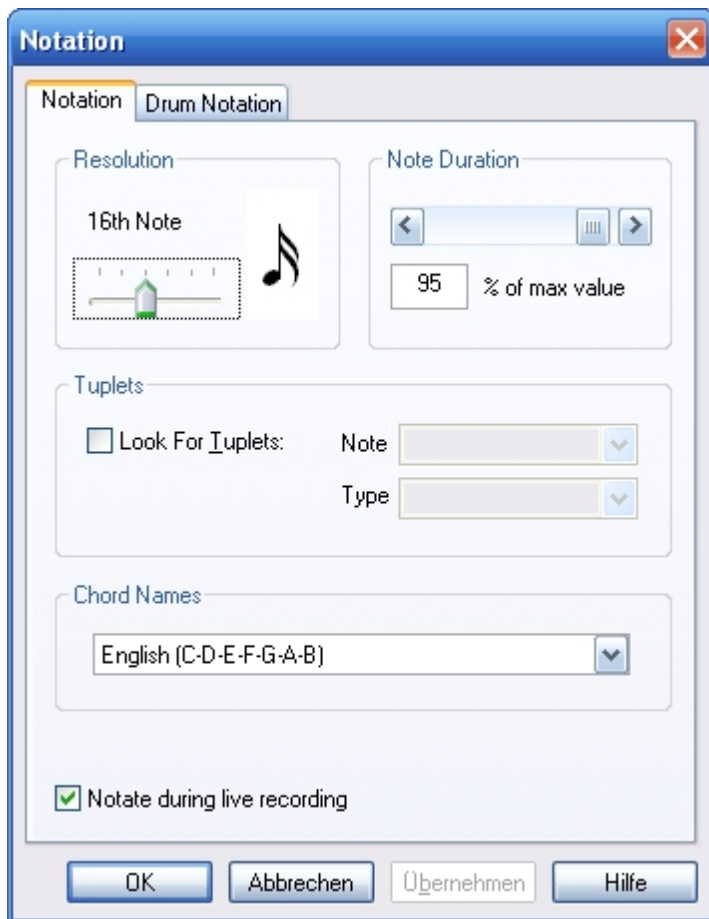 Notation
Notation Drum Notation
Resolution
16th Note
Note Duration
95 % of max value
Tuplets
Look For Tuplets:
Note
Type
Chord Names
English (C-D-E-F-G-A-B)
Notate during live recording
OK Abbrechen Übernehmen Hilfe